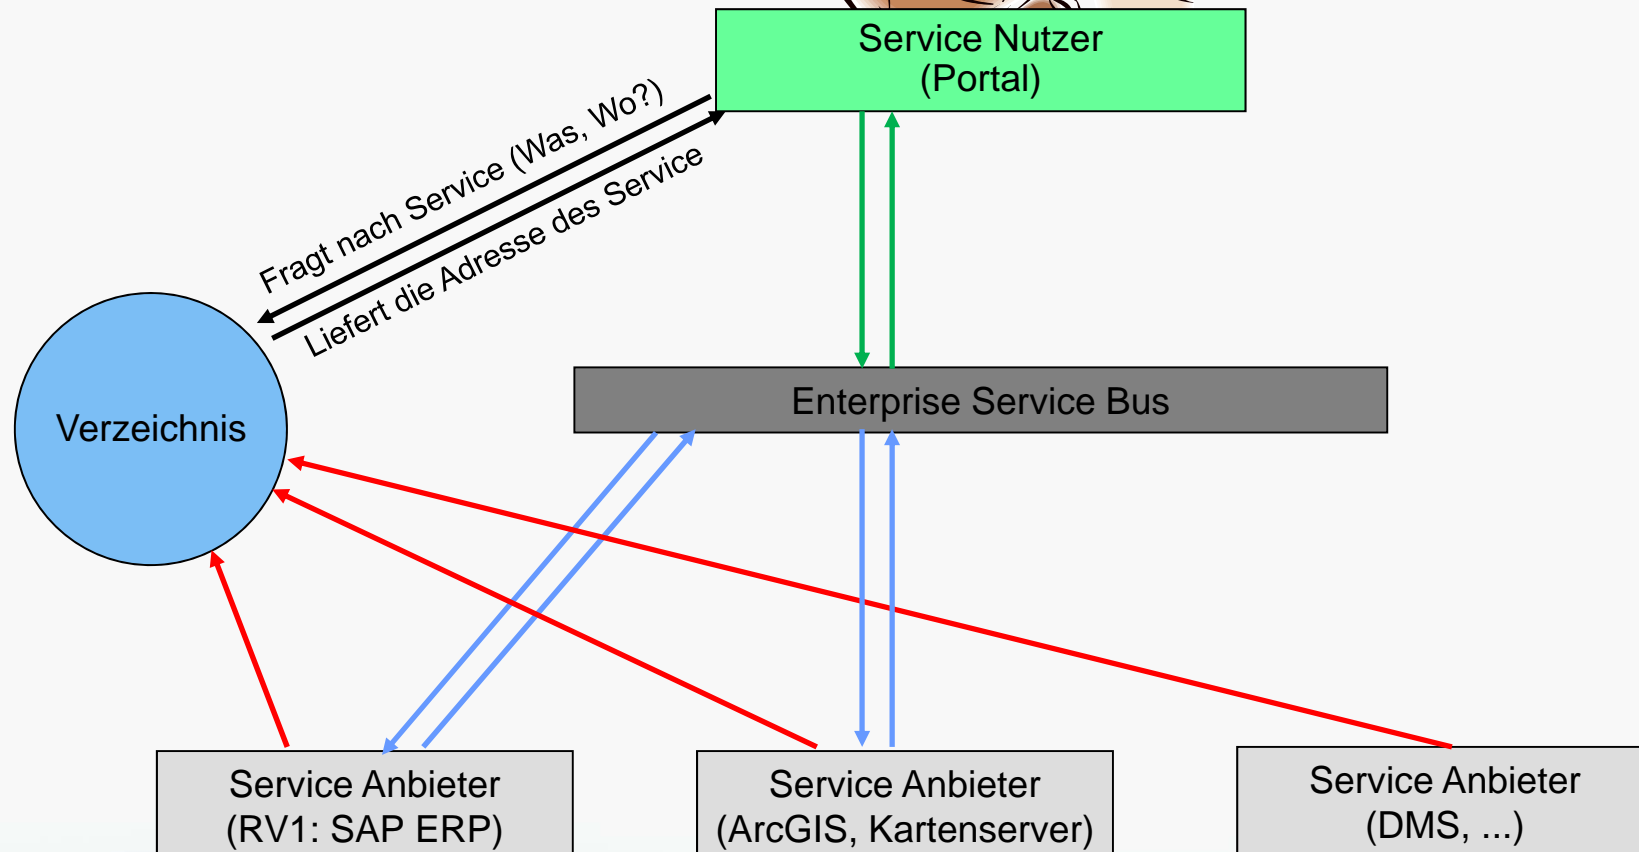 Service Nutzer
(Portal)
Fragt nach Service (Was, Wo?)
Liefert die Adresse des Service
Enterprise Service Bus
Verzeichnis
Service Anbieter
(RV1: SAP ERP)
Service Anbieter
(ArcGIS, Kartenserver)
Service Anbieter
(DMS, ...)